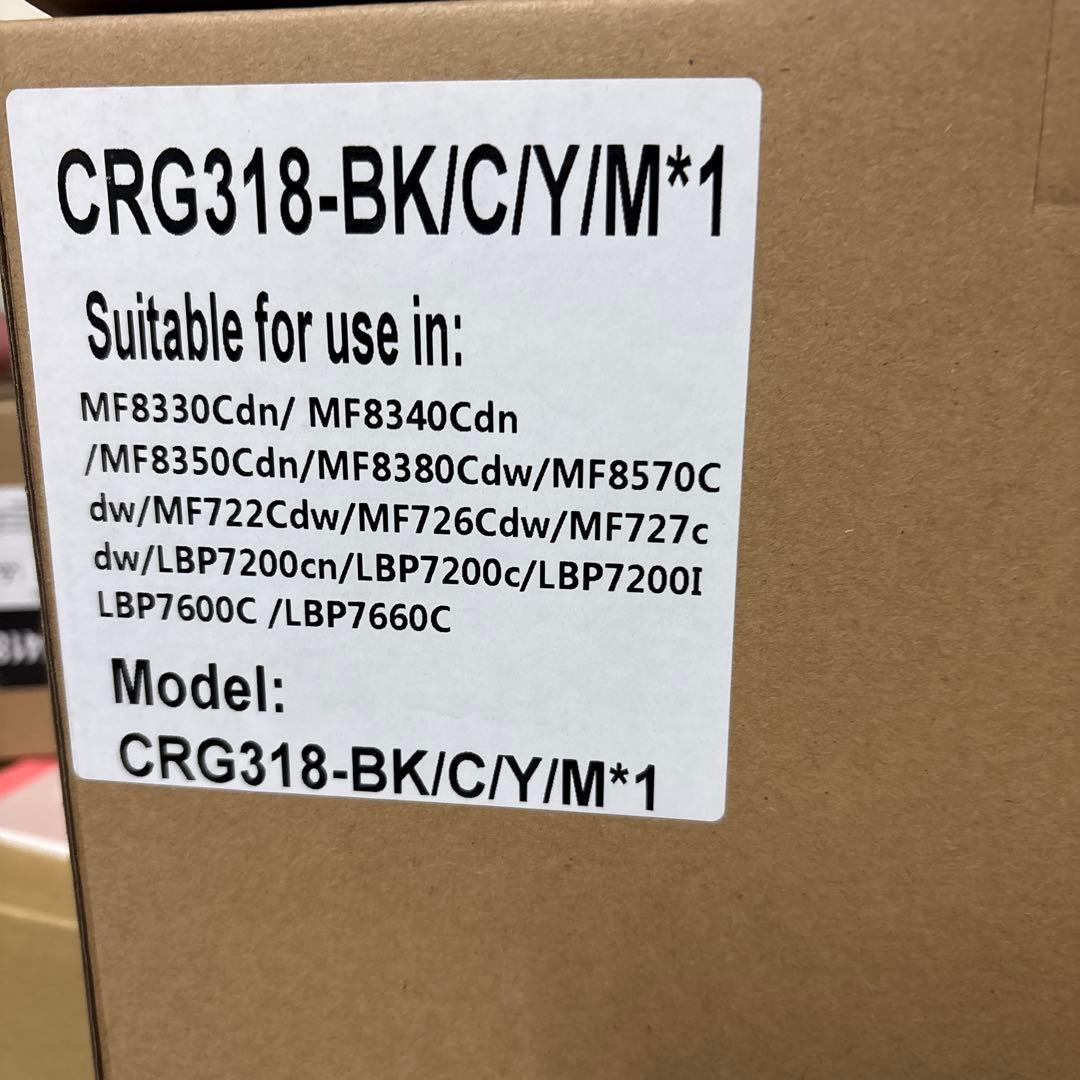 CRG318-BK/C/Y/M*1
Suitable for use in:
MF8330Cdn/ MF8340Cdn
/MF8350Cdn/MF8380Cdw/MF8570C
dw/MF722Cdw/MF726Cdw/MF727c
dw/LBP7200cn/LBP7200c/LBP7200I
LBP7600C /LBP7660C
Model:
CRG318-BK/C/Y/M*1